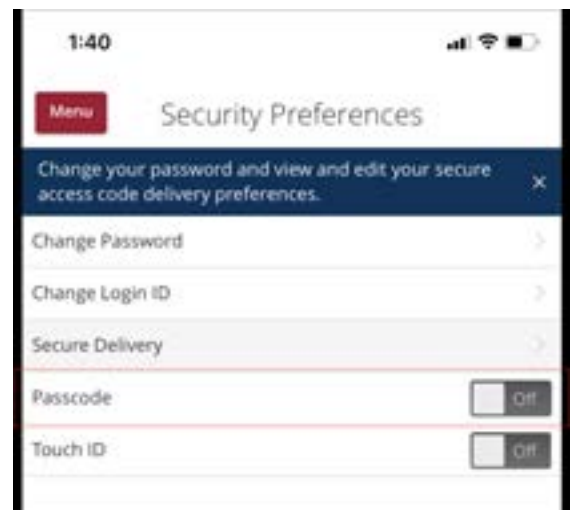 1:40
Menu
Security Preferences
Change your password and view and edit your secure
access code delivery preferences.
Change Password
Change Login ID
Secure Delivery
Passcode
Off
Touch ID
Off